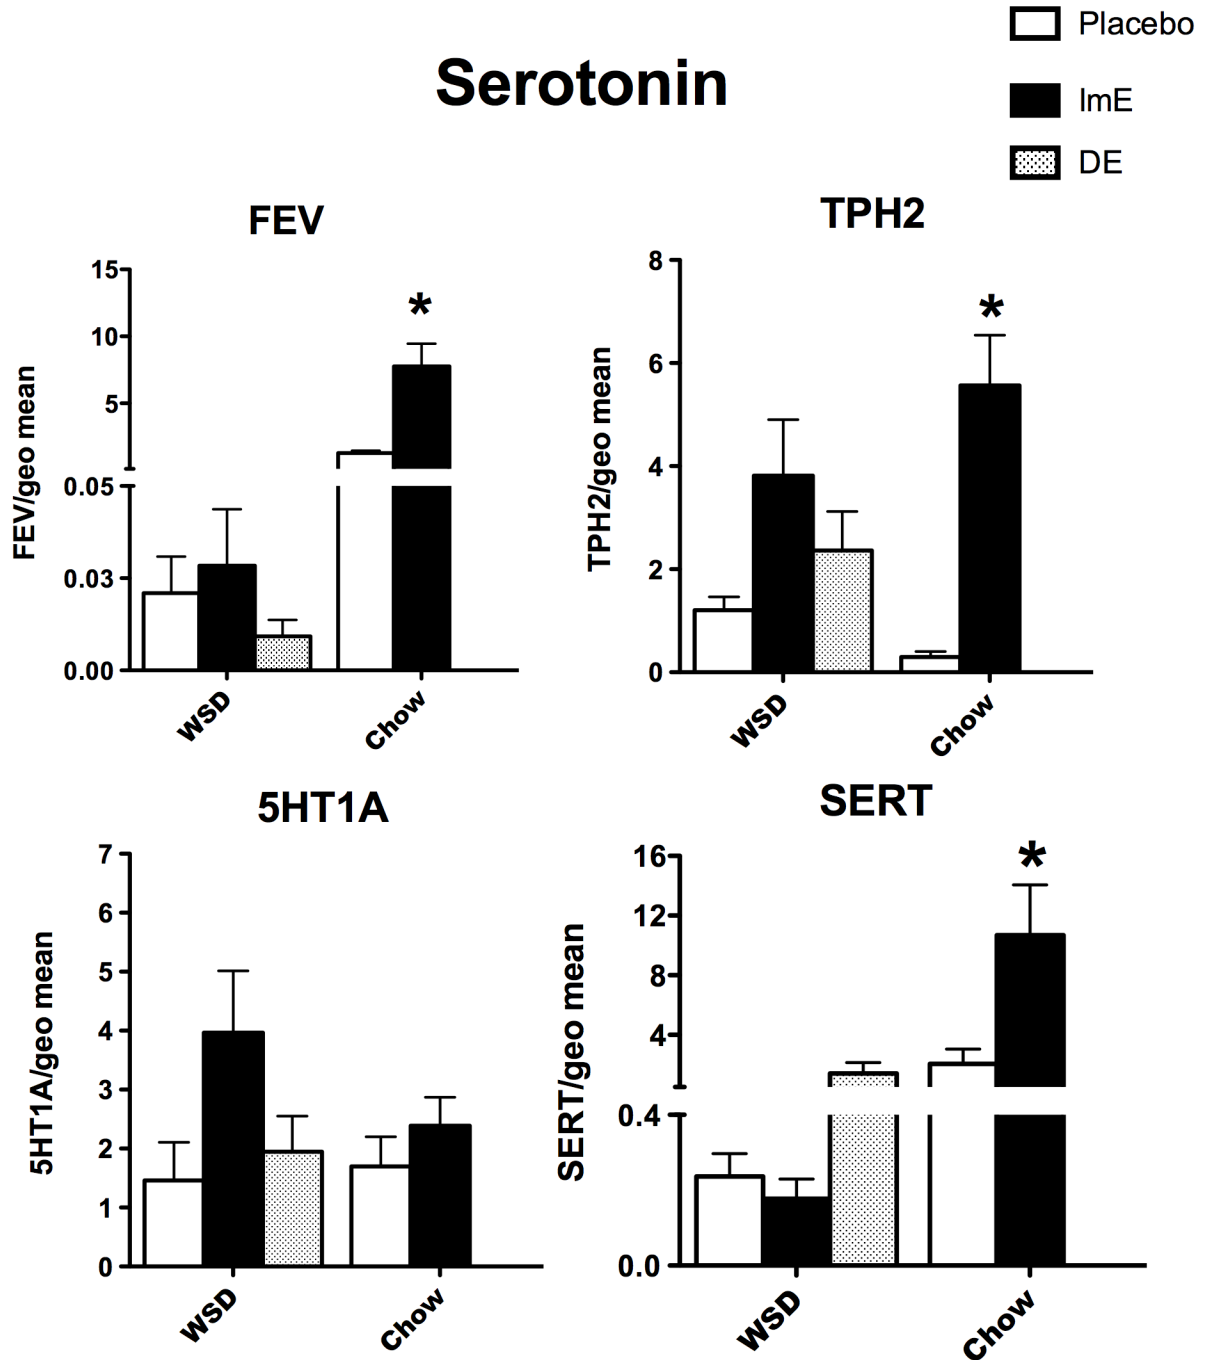 Placebo
Serotonin
ImE
DE
FEV
TPH2
FEV/geo mean
15
10
5
0.05
0.03
0.00
WSD
Chow
TPH2/geo mean
8
*
6
4
2
0
WSD
Chow
*
5HT1A
SERT
5HT1A/geo mean
7
6
5
4
3
2
1
0
WSD
Chow
SERT/geo mean
16
*
12
8
4
0.4
0.0
WSD
Chow